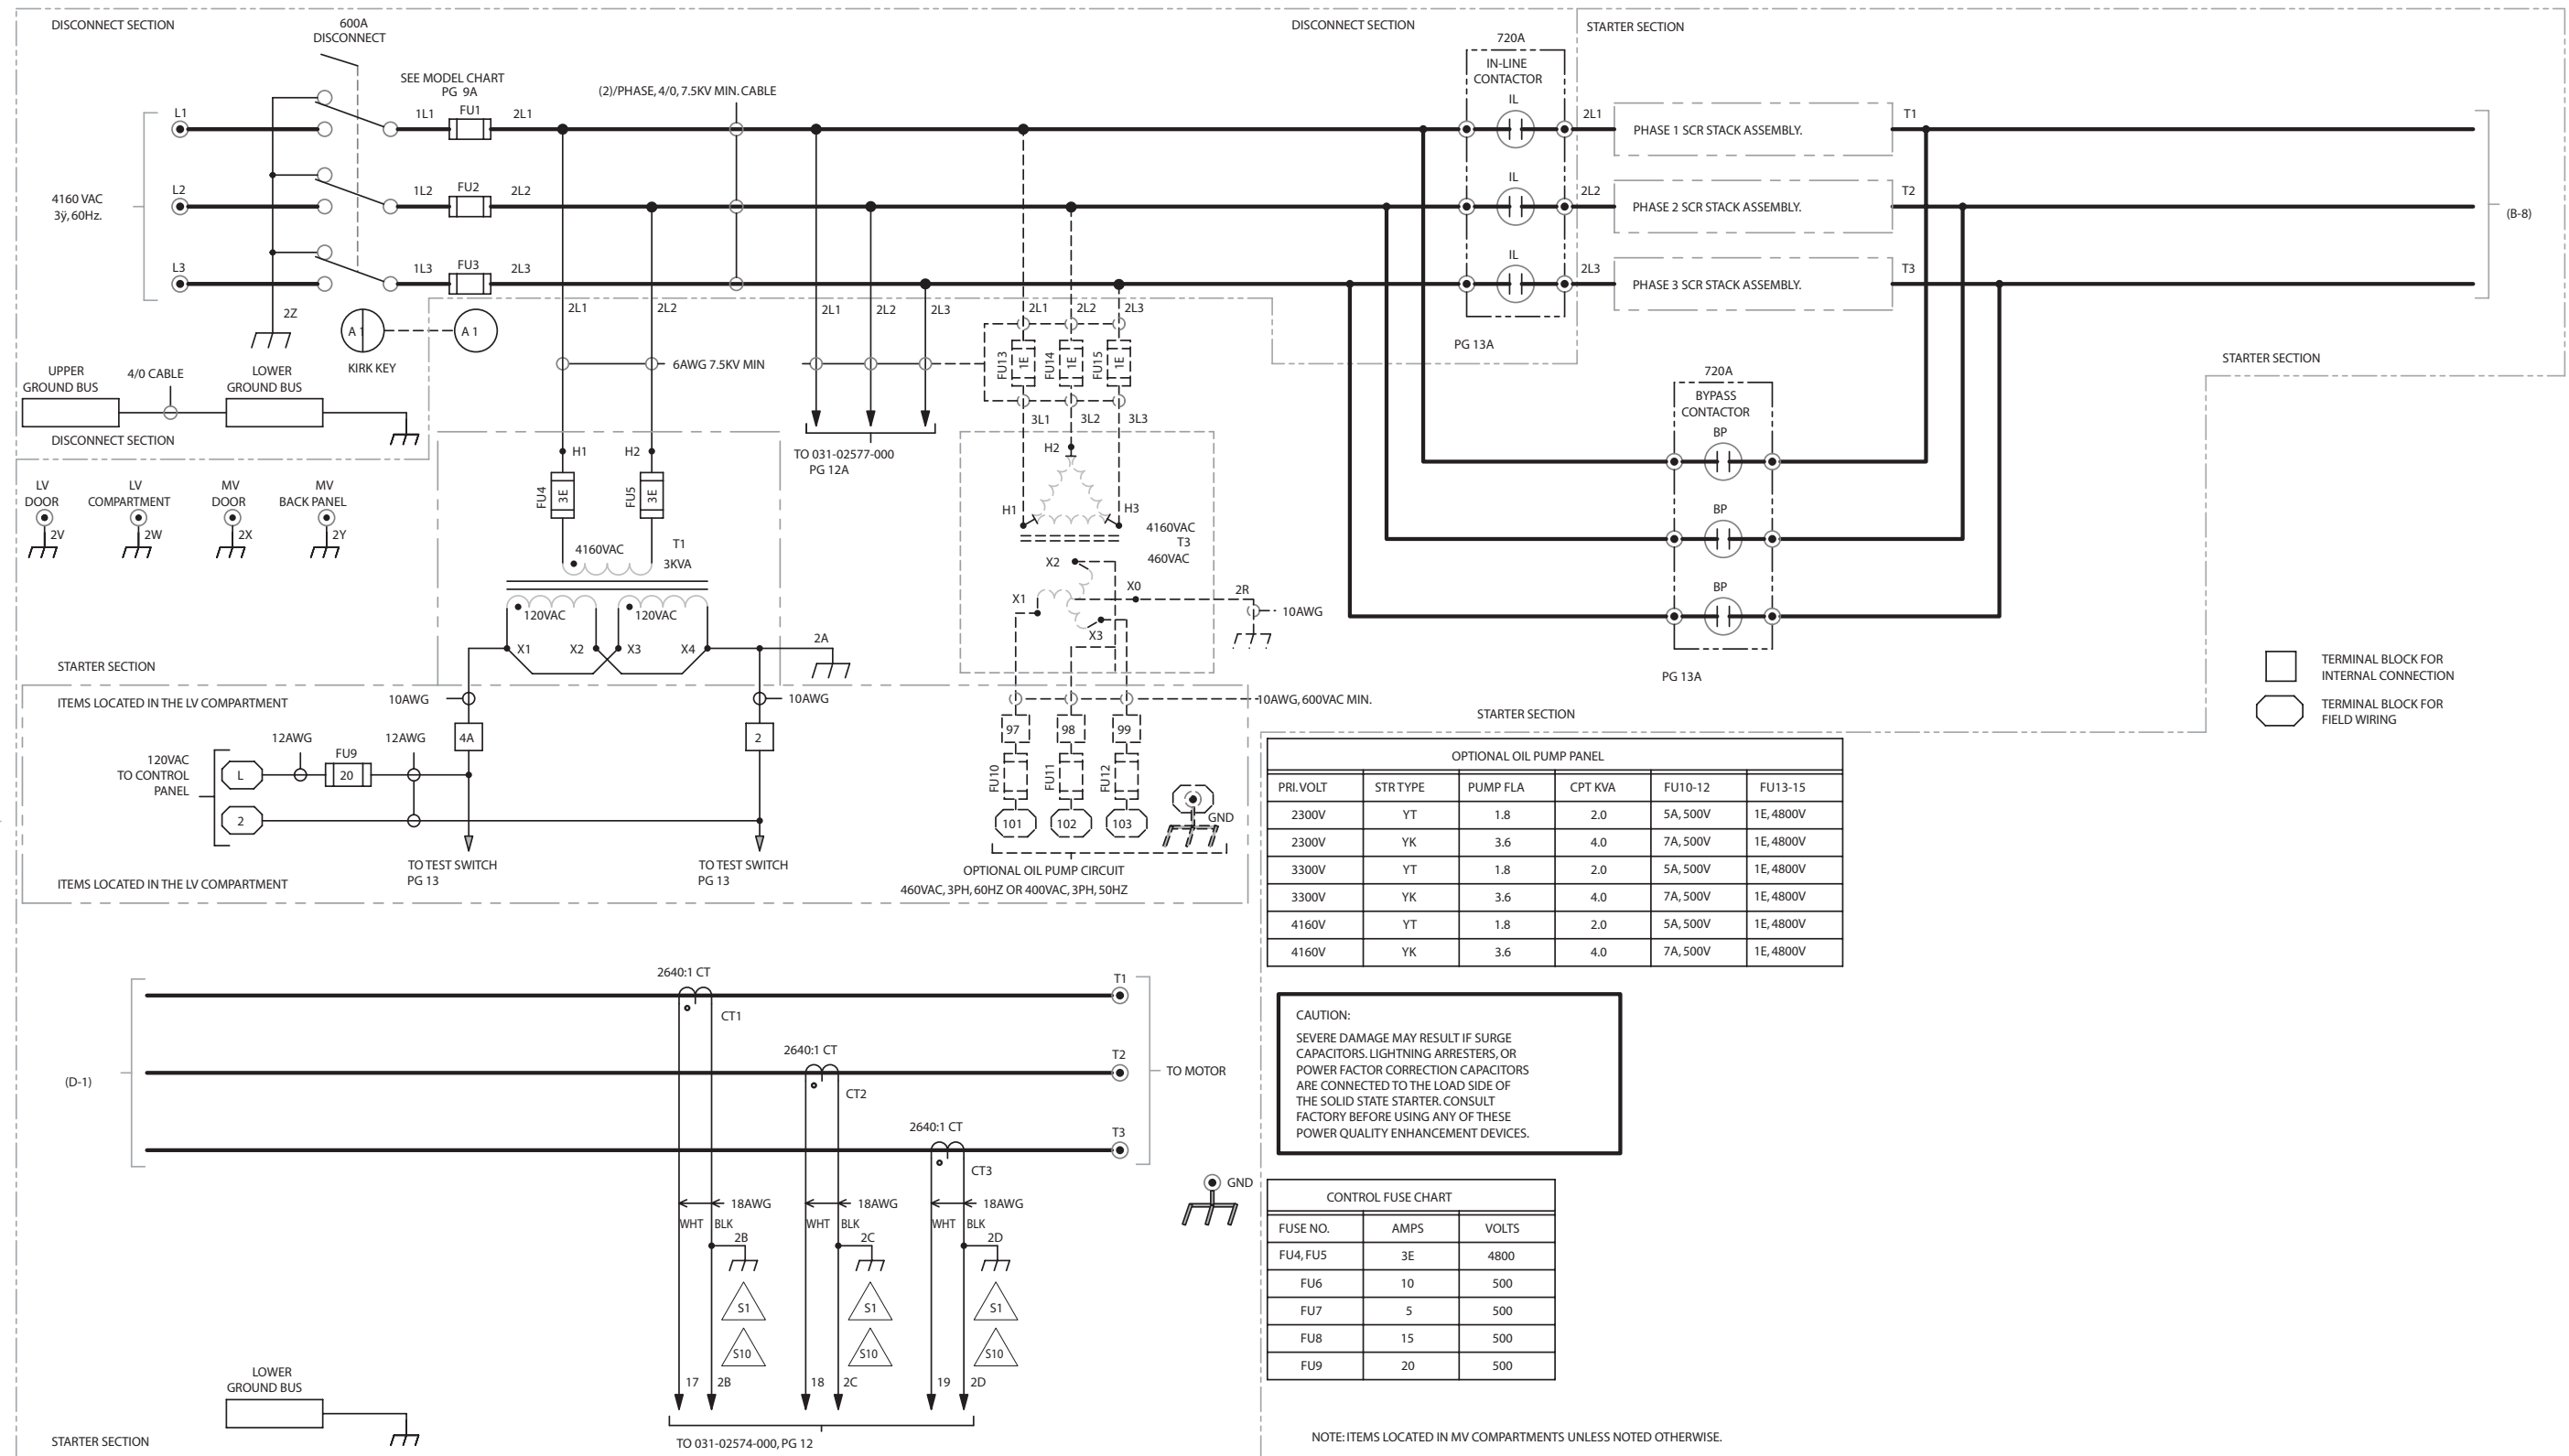 DISCONNECT SECTION
600A
DISCONNECT
DISCONNECT SECTION
STARTER SECTION
720A
IN-LINE
CONTACTOR
SEE MODEL CHART
PG 9A
(2)/PHASE, 4/0, 7.5KV MIN. CABLE
L1
1L1
FU1
2L1
IL
2L1
PHASE 1 SCR STACK ASSEMBLY.
T1
4160 VAC
3ÿ, 60Hz.
L2
1L2
FU2
2L2
IL
2L2
PHASE 2 SCR STACK ASSEMBLY.
T2
(B-8)
L3
1L3
FU3
2L3
IL
2L3
PHASE 3 SCR STACK ASSEMBLY.
T3
2Z
A 1
A 1
KIRK KEY
2L1
2L2
2L1
2L2
2L3
2L1
2L2
2L3
PG 13A
STARTER SECTION
6AWG 7.5KV MIN
FU13
1E
FU14
1E
FU15
1E
UPPER
GROUND BUS
4/0 CABLE
LOWER
GROUND BUS
DISCONNECT SECTION
3L1
3L2
3L3
720A
BYPASS
CONTACTOR
BP
BP
BP
PG 13A
TO 031-02577-000
PG 12A
H1
H2
FU4
3E
FU5
3E
H2
H1
H3
4160VAC
T3
460VAC
LV
DOOR
2V
LV
COMPARTMENT
2W
MV
DOOR
2X
MV
BACK PANEL
2Y
4160VAC
T1
3KVA
120VAC
120VAC
X1
X2
X3
X4
2A
X2
X1
X0
X3
2R
10AWG
STARTER SECTION
TERMINAL BLOCK FOR
INTERNAL CONNECTION
TERMINAL BLOCK FOR
FIELD WIRING
ITEMS LOCATED IN THE LV COMPARTMENT
10AWG
10AWG
10AWG, 600VAC MIN.
STARTER SECTION
4A
2
97
98
99
120VAC
TO CONTROL
PANEL
L
12AWG
FU9
20
12AWG
2
FU10
FU11
FU12
101
102
103
GND
TO TEST SWITCH
PG 13
TO TEST SWITCH
PG 13
OPTIONAL OIL PUMP CIRCUIT
460VAC, 3PH, 60HZ OR 400VAC, 3PH, 50HZ
ITEMS LOCATED IN THE LV COMPARTMENT
OPTIONAL OIL PUMP PANEL
PRI. VOLT STR TYPE PUMP FLA CPT KVA FU10-12 FU13-15
2300V YT 1.8 2.0 5A, 500V 1E, 4800V
2300V YK 3.6 4.0 7A, 500V 1E, 4800V
3300V YT 1.8 2.0 5A, 500V 1E, 4800V
3300V YK 3.6 4.0 7A, 500V 1E, 4800V
4160V YT 1.8 2.0 5A, 500V 1E, 4800V
4160V YK 3.6 4.0 7A, 500V 1E, 4800V
(D-1)
2640:1 CT
CT1
T1
2640:1 CT
CT2
T2
TO MOTOR
2640:1 CT
CT3
T3
CAUTION:
SEVERE DAMAGE MAY RESULT IF SURGE
CAPACITORS. LIGHTNING ARRESTERS, OR
POWER FACTOR CORRECTION CAPACITORS
ARE CONNECTED TO THE LOAD SIDE OF
THE SOLID STATE STARTER. CONSULT
FACTORY BEFORE USING ANY OF THESE
POWER QUALITY ENHANCEMENT DEVICES.
GND
18AWG
18AWG
18AWG
WHT
BLK
WHT
BLK
WHT
BLK
2B
2C
2D
S1
S1
S1
S10
S10
S10
17
2B
18
2C
19
2D
TO 031-02574-000, PG 12
CONTROL FUSE CHART
FUSE NO. AMPS VOLTS
FU4, FU5 3E 4800
FU6 10 500
FU7 5 500
FU8 15 500
FU9 20 500
LOWER
GROUND BUS
STARTER SECTION
NOTE: ITEMS LOCATED IN MV COMPARTMENTS UNLESS NOTED OTHERWISE.